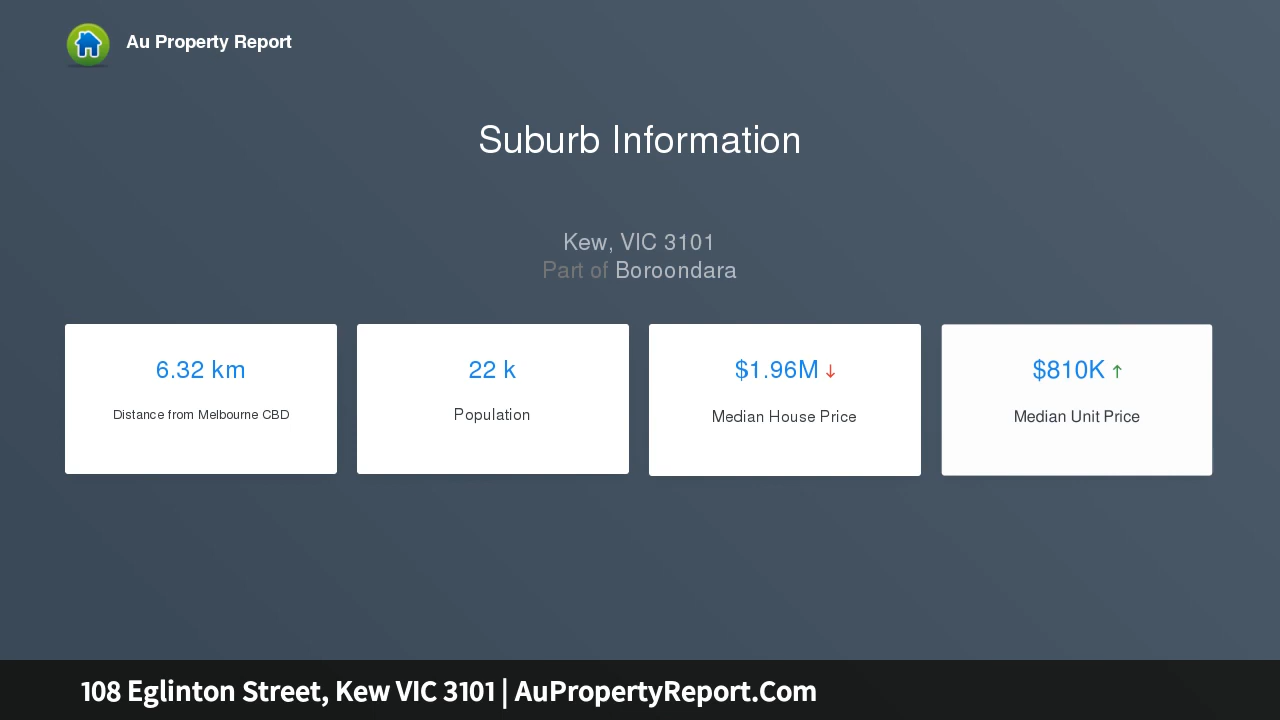 Au Property Report
Suburb Information
Kew, VIC 3101
Part of Boroondara
6.32 km
Distance from Melbourne CBD
22 k
Population
$1.96M ↓
Median House Price
$810K ↑
Median Unit Price
108 Eglinton Street, Kew VIC 3101 | AuPropertyReport.Com